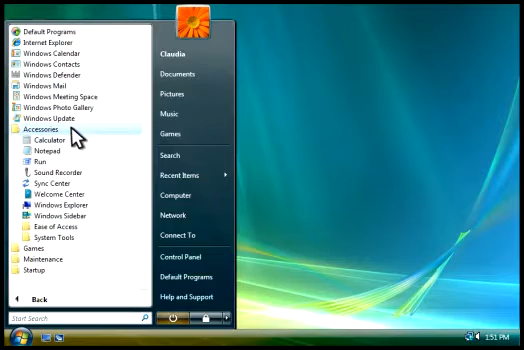 Default Programs
Internet Explorer
Windows Calendar
Windows Contacts
Windows Defender
Windows Mail
Windows Meeting Space
Windows Photo Gallery
Windows Update
Accessories
Calculator
Notepad
Run
Sound Recorder
Sync Center
Welcome Center
Windows Explorer
Windows Sidebar
Ease of Access
System Tools
Games
Maintenance
Startup
Back
Start Search
Claudia
Documents
Pictures
Music
Games
Search
Recent Items
Computer
Network
Connect To
Control Panel
Default Programs
Help and Support
1:51 PM